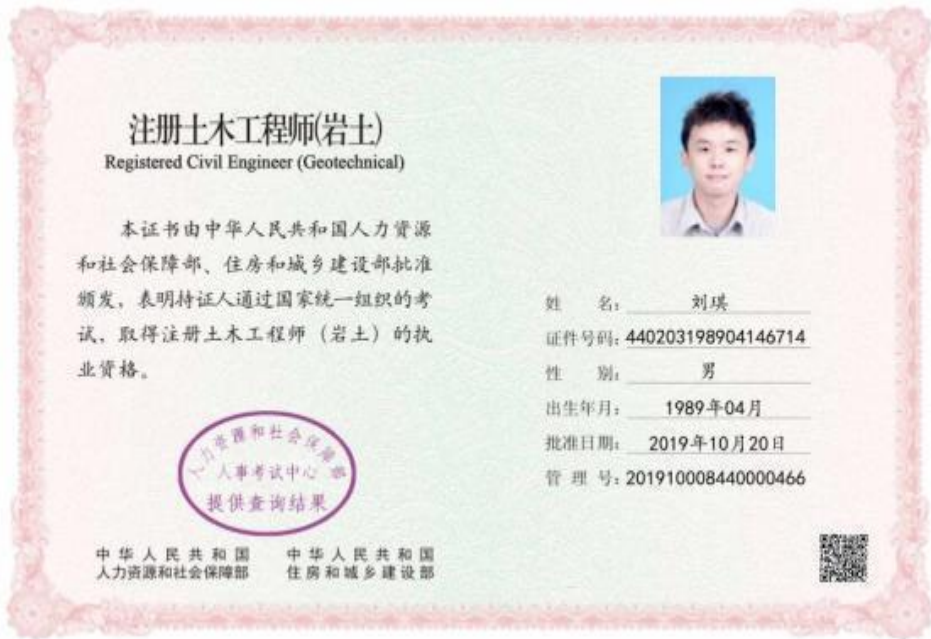 注册土木工程师(岩土)
Registered Civil Engineer (Geotechnical)
本证书由中华人民共和国人力资源
和社会保障部、住房和城乡建设部批准
颁发，表明持证人通过国家统一组织的考
试，取得注册土木工程师（岩土）的执
业资格。
人力资源和社会保障部
人事考试中心
提供查询结果
中华人民共和国 中华人民共和国
人力资源和社会保障部 住房和城乡建设部
姓 名： 刘琪
证件号码：440203198904146714
性 别： 男
出生年月： 1989年04月
批准日期： 2019年10月20日
管 理 号：201910008440000466